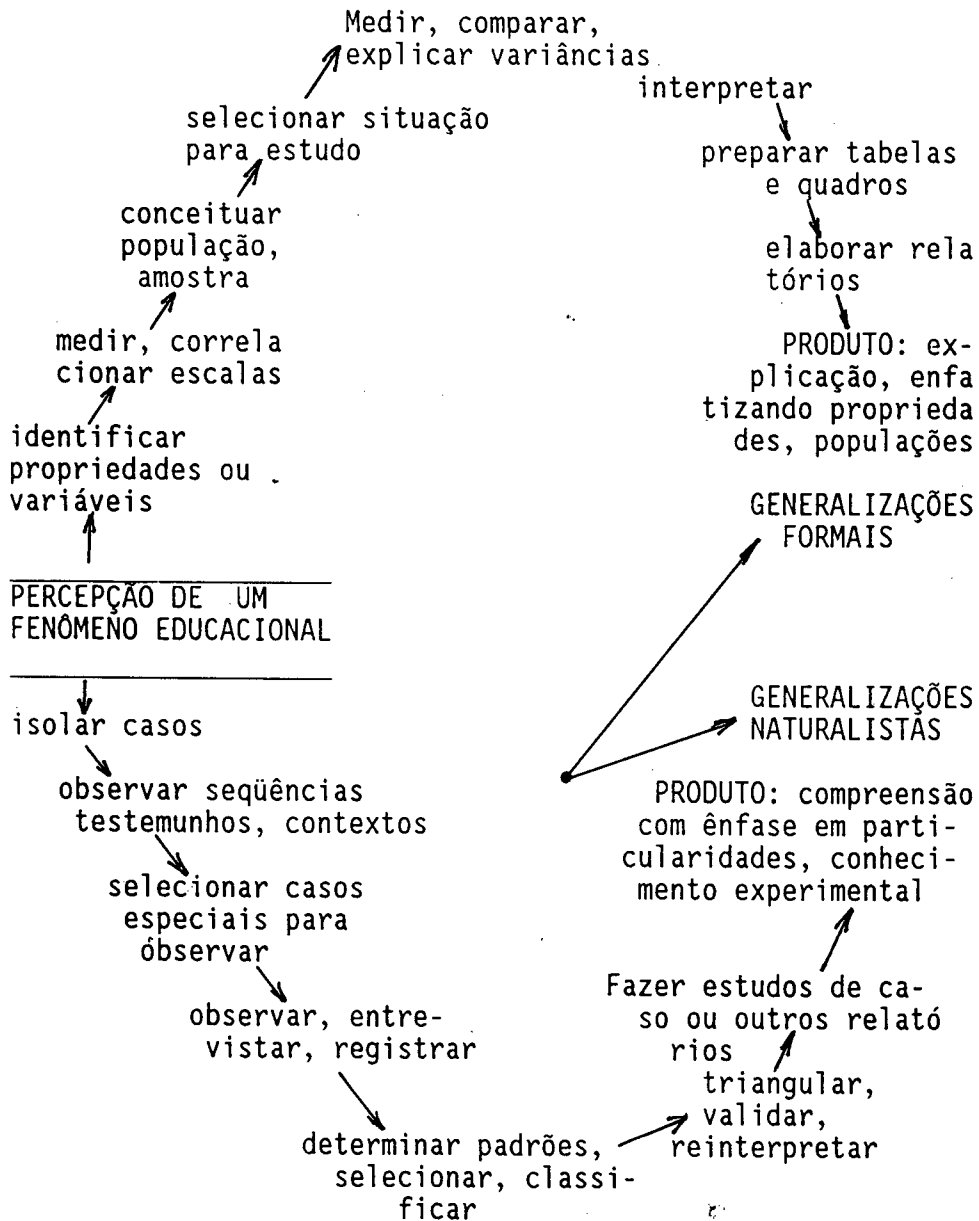 Medir, comparar,
explicar variâncias
interpretar
selecionar situação
para estudo
preparar tabelas
e quadros
conceituar
população,
amostra
elaborar rela
tórios
medir, correla
cionar escalas
PRODUTO: ex-
plicação, enfa
tizando proprieda
des, populações
identificar
propriedades ou
variáveis
GENERALIZAÇÕES
FORMAIS
PERCEPÇÃO DE UM
FENÔMENO EDUCACIONAL
GENERALIZAÇÕES
NATURALISTAS
isolar casos
observar seqüências
testemunhos, contextos
PRODUTO: compreensão
com ênfase em parti-
cularidades, conheci-
mento experimental
selecionar casos
especiais para
óbservar
observar, entre-
vistar, registrar
Fazer estudos de ca-
so ou outros relató
rios
triangular,
validar,
reinterpretar
determinar padrões,
selecionar, classi-
ficar